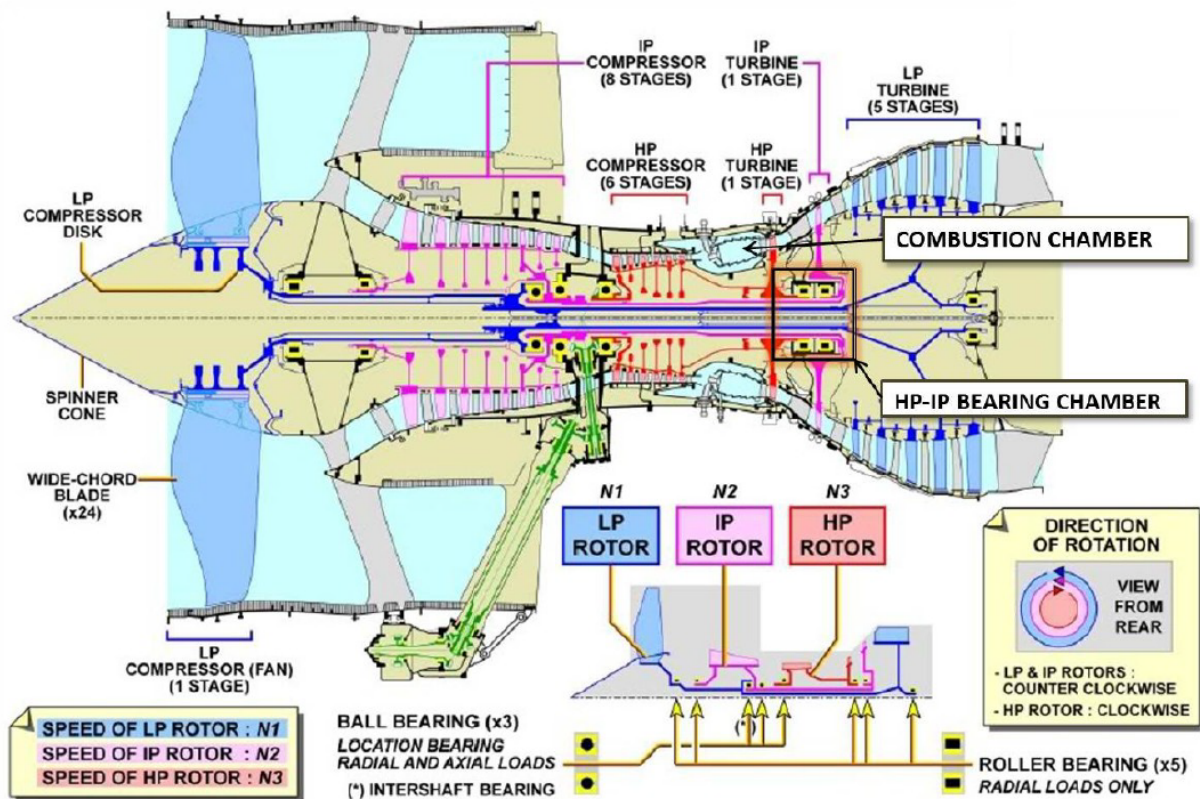 IP
COMPRESSOR
(8 STAGES)
IP
TURBINE
(1 STAGE)
LP
TURBINE
(5 STAGES)
HP
COMPRESSOR
(6 STAGES)
HP
TURBINE
(1 STAGE)
LP
COMPRESSOR
DISK
COMBUSTION CHAMBER
SPINNER
CONE
HP-IP BEARING CHAMBER
WIDE-CHORD
BLADE
(x24)
N1
N2
N3
LP
ROTOR
IP
ROTOR
HP
ROTOR
DIRECTION
OF ROTATION
VIEW
FROM
REAR
- LP & IP ROTORS :
COUNTER CLOCKWISE
- HP ROTOR : CLOCKWISE
LP
COMPRESSOR (FAN)
(1 STAGE)
SPEED OF LP ROTOR : N1
SPEED OF IP ROTOR : N2
SPEED OF HP ROTOR : N3
BALL BEARING (x3)
LOCATION BEARING
RADIAL AND AXIAL LOADS
(*) INTERSHAFT BEARING
(*)
ROLLER BEARING (x5)
RADIAL LOADS ONLY